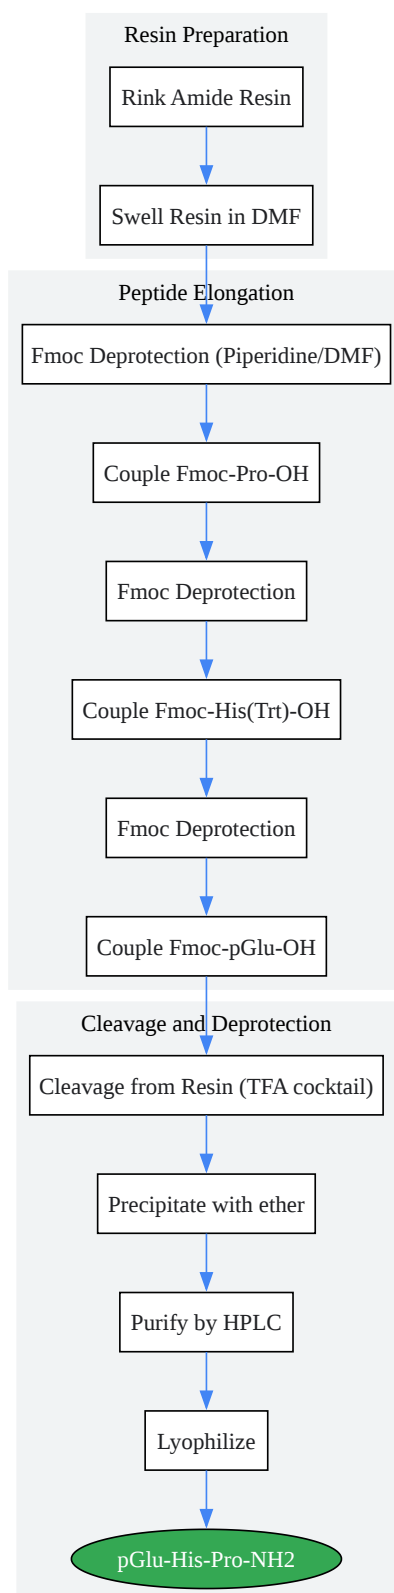 Resin Preparation
Rink Amide Resin
Swell Resin in DMF
Peptide Elongation
Fmoc Deprotection (Piperidine/DMF)
Couple Fmoc-Pro-OH
Fmoc Deprotection
Couple Fmoc-His(Trt)-OH
Fmoc Deprotection
Couple Fmoc-pGlu-OH
Cleavage and Deprotection
Cleavage from Resin (TFA cocktail)
Precipitate with ether
Purify by HPLC
Lyophilize
pGlu-His-Pro-NH2